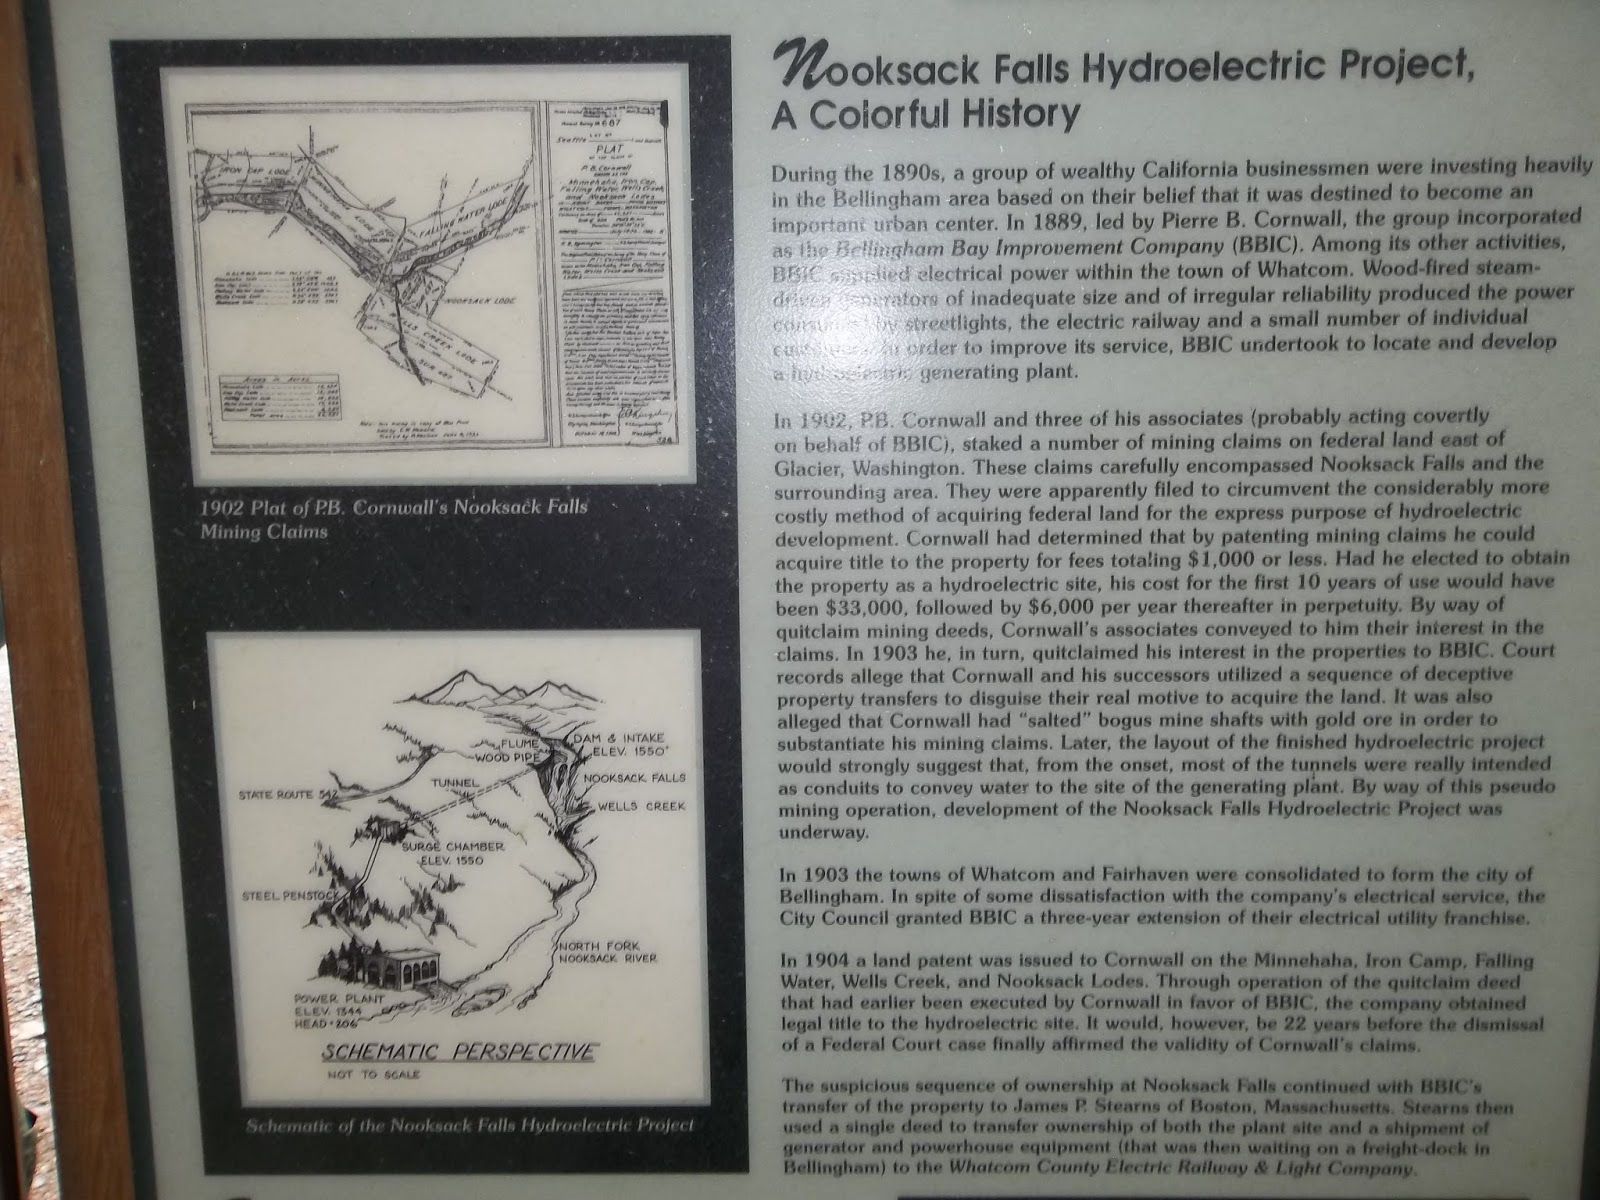 Nooksack Falls Hydroelectric Project,
A Colorful History
During the 1890s, a group of wealthy California businessmen were investing heavily
in the Bellingham area based on their belief that it was destined to become an
important urban center. In 1889, led by Pierre B. Cornwall, the group incorporated
as the Bellingham Bay Improvement Company (BBIC). Among its other activities,
BBIC supplied electrical power within the town of Whatcom. Wood-fired steam-
driven generators of inadequate size and of irregular reliability produced the power
consumed by streetlights, the electric railway and a small number of individual
order to improve its service, BBIC undertook to locate and develop
a hydroelectric generating plant.
In 1902, P.B. Cornwall and three of his associates (probably acting covertly
on behalf of BBIC), staked a number of mining claims on federal land east of
Glacier, Washington. These claims carefully encompassed Nooksack Falls and the
surrounding area. They were apparently filed to circumvent the considerably more
costly method of acquiring federal land for the express purpose of hydroelectric
development. Cornwall had determined that by patenting mining claims he could
acquire title to the property for fees totaling $1,000 or less. Had he elected to obtain
the property as a hydroelectric site, his cost for the first 10 years of use would have
been $33,000, followed by $6,000 per year thereafter in perpetuity. By way of
quitclaim mining deeds, Cornwall's associates conveyed to him their interest in the
claims. In 1903 he, in turn, quitclaimed his interest in the properties to BBIC. Court
records allege that Cornwall and his successors utilized a sequence of deceptive
property transfers to disguise their real motive to acquire the land. It was also
alleged that Cornwall had "salted" bogus mine shafts with gold ore in order to
substantiate his mining claims. Later, the layout of the finished hydroelectric project
would strongly suggest that, from the onset, most of the tunnels were really intended
as conduits to convey water to the site of the generating plant. By way of this pseudo
mining operation, development of the Nooksack Falls Hydroelectric Project was
underway.
In 1903 the towns of Whatcom and Fairhaven were consolidated to form the city of
Bellingham. In spite of some dissatisfaction with the company's electrical service, the
City Council granted BBIC a three-year extension of their electrical utility franchise.
In 1904 a land patent was issued to Cornwall on the Minnehaha, Iron Camp, Falling
Water, Wells Creek, and Nooksack Lodes. Through operation of the quitclaim deed
that had earlier been executed by Cornwall in favor of BBIC, the company obtained
legal title to the hydroelectric site. It would, however, be 22 years before the dismissal
of a Federal Court case finally affirmed the validity of Cornwall's claims.
The suspicious sequence of ownership at Nooksack Falls continued with BBIC's
transfer of the property to James P. Stearns of Boston, Massachusetts. Stearns then
used a single deed to transfer ownership of both the plant site and a shipment of
generator and powerhouse equipment (that was then waiting on a freight-dock in
Bellingham) to the Whatcom County Electric Railway & Light Company.
IRON CAP LODE
FALLING WATER LODE
NOOKSACK LODE
WELLS CREEK LODE
SUR 687
687
PLAT
P.B. Cornwall
Minnehaha, Iron Cap,
Falling Water, Wells Creek,
and Nooksack Lodes
Areas in Acres
1902 Plat of P.B. Cornwall's Nooksack Falls
Mining Claims
DAM & INTAKE
ELEV. 1550'
FLUME
WOOD PIPE
TUNNEL
NOOKSACK FALLS
STATE ROUTE 542
WELLS CREEK
SURGE CHAMBER
ELEV. 1550
STEEL PENSTOCK
NORTH FORK
NOOKSACK RIVER
POWER PLANT
ELEV. 1344
HEAD = 206'
SCHEMATIC PERSPECTIVE
NOT TO SCALE
Schematic of the Nooksack Falls Hydroelectric Project